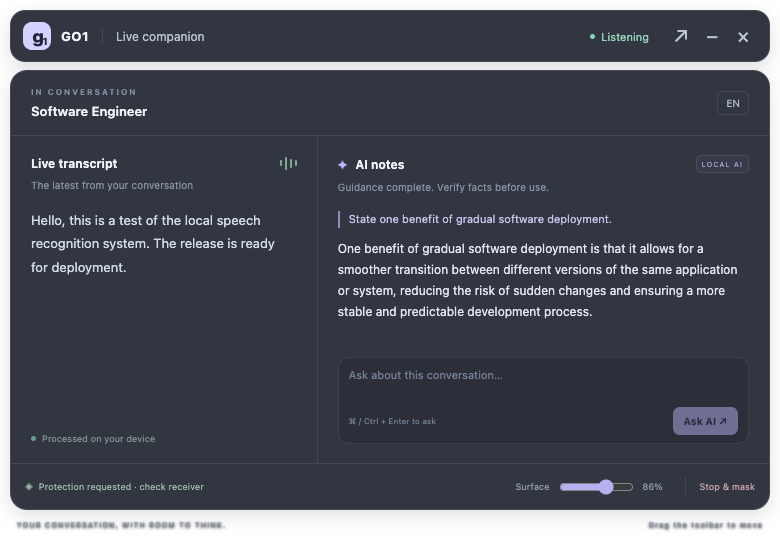 g1 GO1 Live companion Listening
IN CONVERSATION
Software Engineer
EN
Live transcript
The latest from your conversation
Hello, this is a test of the local speech
recognition system. The release is ready
for deployment.
Processed on your device
AI notes
LOCAL AI
Guidance complete. Verify facts before use.
State one benefit of gradual software deployment.
One benefit of gradual software deployment is that it allows for a
smoother transition between different versions of the same application
or system, reducing the risk of sudden changes and ensuring a more
stable and predictable development process.
Ask about this conversation...
⌘ / Ctrl + Enter to ask
Ask AI ↗
Protection requested · check receiver
Surface 86% Stop & mask
YOUR CONVERSATION, WITH ROOM TO THINK.
Drag the toolbar to move